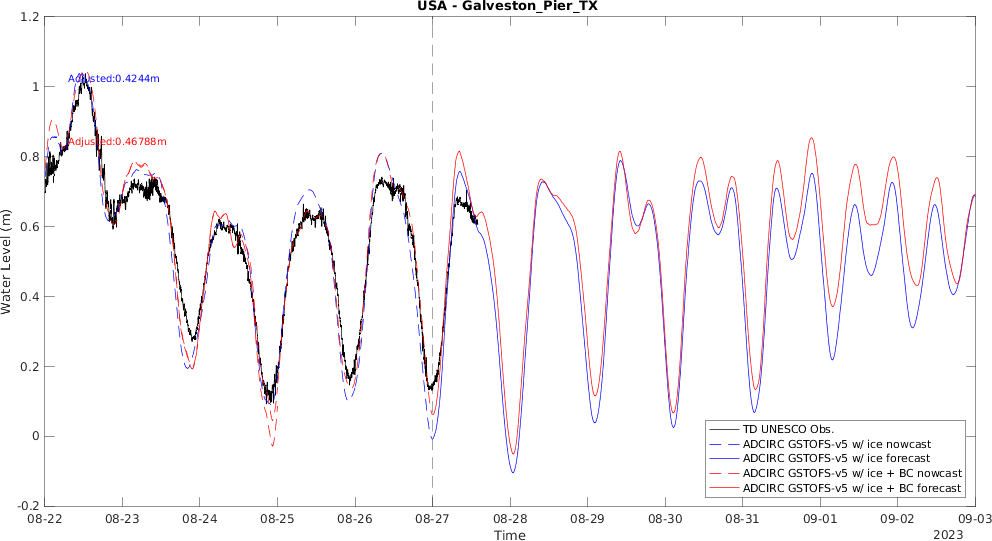 USA - Galveston_Pier_TX
1.2
1
0.8
0.6
0.4
0.2
0
-0.2
Water Level (m)
Adjusted:0.4244m
Adjusted:0.46788m
TD UNESCO Obs.
ADCIRC GSTOFS-v5 w/ ice nowcast
ADCIRC GSTOFS-v5 w/ ice forecast
ADCIRC GSTOFS-v5 w/ ice + BC nowcast
ADCIRC GSTOFS-v5 w/ ice + BC forecast
08-22 08-23 08-24 08-25 08-26 08-27 08-28 08-29 08-30 08-31 09-01 09-02 09-03
Time
2023